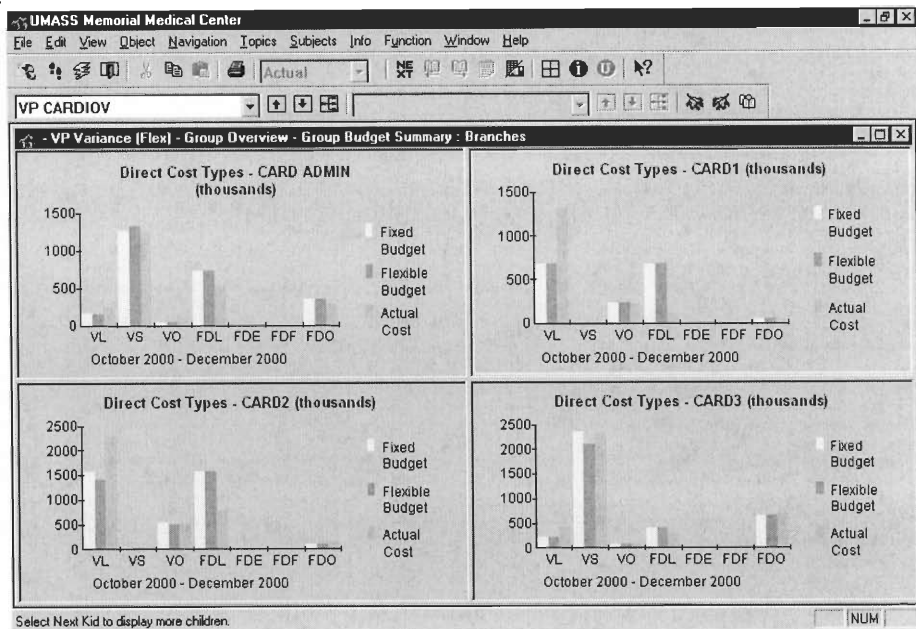 UMASS Memorial Medical Center
File Edit View Object Navigation Topics Subjects Info Function Window Help
Actual
NEXT
VP CARDIOV
- VP Variance (Flex) - Group Overview - Group Budget Summary : Branches
Direct Cost Types - CARD ADMIN
(thousands)
1500
1000
500
0
VL VS VO FDL FDE FDF FDO
October 2000 - December 2000
Fixed
Budget
Flexible
Budget
Actual
Cost
Direct Cost Types - CARD1 (thousands)
1500
1000
500
0
VL VS VO FDL FDE FDF FDO
October 2000 - December 2000
Fixed
Budget
Flexible
Budget
Actual
Cost
Direct Cost Types - CARD2 (thousands)
2500
2000
1500
1000
500
0
VL VS VO FDL FDE FDF FDO
October 2000 - December 2000
Fixed
Budget
Flexible
Budget
Actual
Cost
Direct Cost Types - CARD3 (thousands)
2500
2000
1500
1000
500
0
VL VS VO FDL FDE FDF FDO
October 2000 - December 2000
Fixed
Budget
Flexible
Budget
Actual
Cost
Select Next Kid to display more children.
NUM